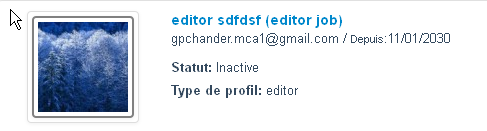 editor sdfdsf (editor job)
gpchander.mca1@gmail.com / Depuis:11/01/2030
Statut: Inactive
Type de profil: editor